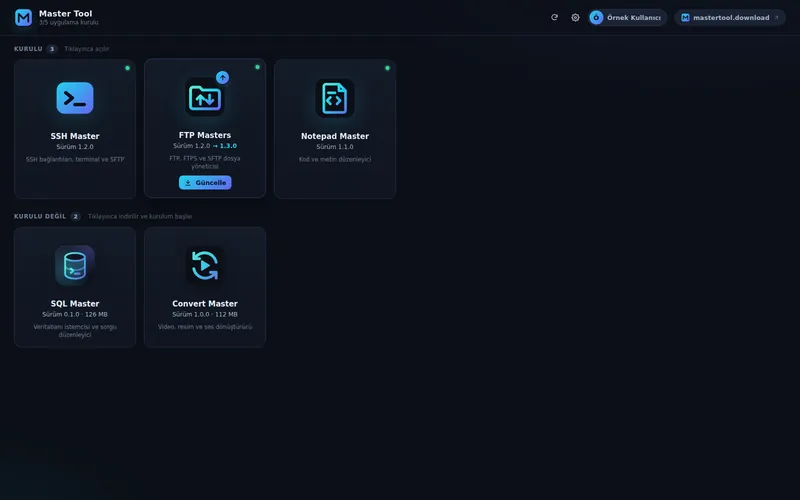 Master Tool
3/5 uygulama kurulu
Ö Örnek Kullanıcı
mastertool.download
KURULU 3 Tıklayınca açılır
SSH Master
Sürüm 1.2.0
SSH bağlantıları, terminal ve SFTP
FTP Masters
Sürüm 1.2.0 → 1.3.0
FTP, FTPS ve SFTP dosya
yöneticisi
Güncelle
Notepad Master
Sürüm 1.1.0
Kod ve metin düzenleyici
KURULU DEĞİL 2 Tıklayınca indirilir ve kurulum başlar
SQL Master
Sürüm 0.1.0 · 126 MB
Veritabanı istemcisi ve sorgu
düzenleyici
Convert Master
Sürüm 1.0.0 · 112 MB
Video, resim ve ses dönüştürücü